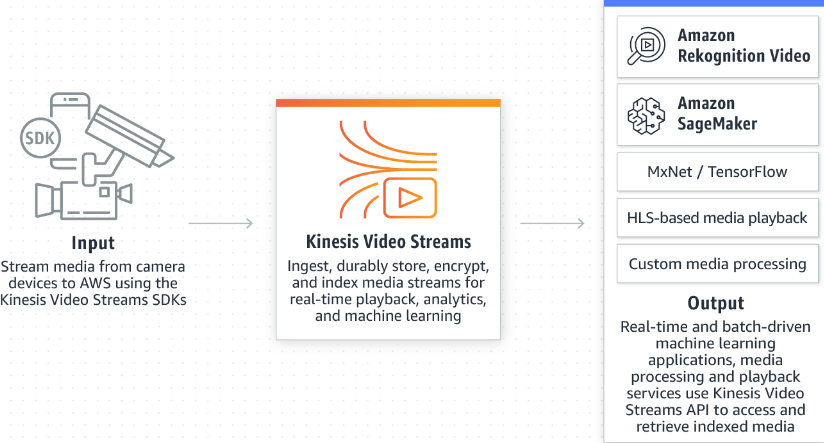 SDK
Input
Stream media from camera
devices to AWS using the
Kinesis Video Streams SDKs
Kinesis Video Streams
Ingest, durably store, encrypt,
and index media streams for
real-time playback, analytics,
and machine learning
Amazon
Rekognition Video
Amazon
SageMaker
MxNet / TensorFlow
HLS-based media playback
Custom media processing
Output
Real-time and batch-driven
machine learning
applications, media
processing and playback
services use Kinesis Video
Streams API to access and
retrieve indexed media